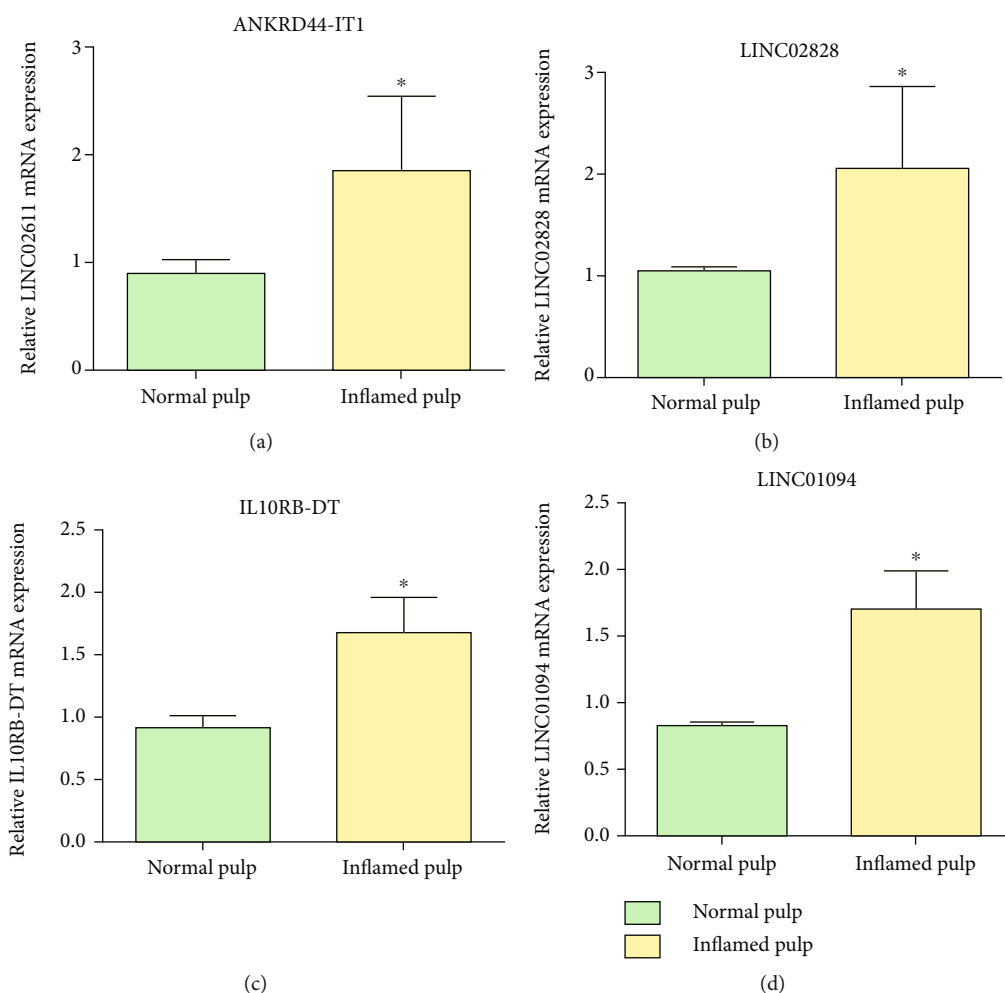 ANKRD44-IT1
Relative LINC02611 mRNA expression
3
2
1
0
*
Normal pulp
Inflamed pulp
(a)
LINC02828
Relative LINC02828 mRNA expression
3
2
1
0
*
Normal pulp
Inflamed pulp
(b)
IL10RB-DT
Relative IL10RB-DT mRNA expression
2.5
2.0
1.5
1.0
0.5
0.0
*
Normal pulp
Inflamed pulp
(c)
LINC01094
Relative LINC01094 mRNA expression
2.5
2.0
1.5
1.0
0.5
0.0
*
Normal pulp
Inflamed pulp
Normal pulp
Inflamed pulp
(d)